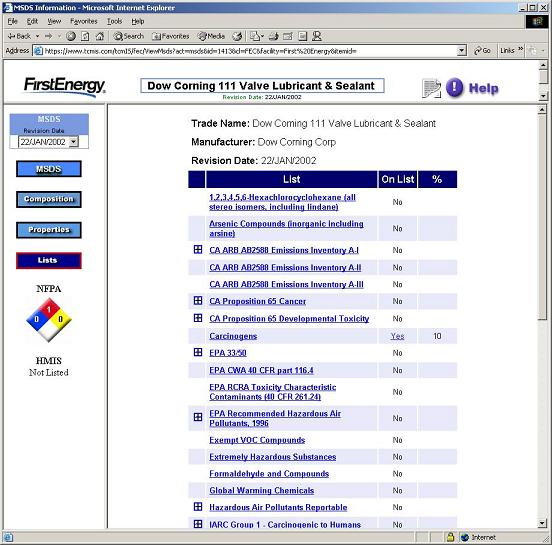 MSDS Information - Microsoft Internet Explorer
File Edit View Favorites Tools Help
Back Search Favorites Media
Address https://www.tcmis.com/tcmIS/fec/ViewMsds?act=msds&id=1413&cl=FEC&facility=First%20Energy&itemid= Go Links »
FirstEnergy
Dow Corning 111 Valve Lubricant & Sealant
Revision Date: 22/JAN/2002
Help
MSDS
Revision Date
22/JAN/2002
MSDS
Composition
Properties
Lists
NFPA
1
0 0
HMIS
Not Listed
Trade Name: Dow Corning 111 Valve Lubricant & Sealant
Manufacturer: Dow Corning Corp
Revision Date: 22/JAN/2002
List On List %
1,2,3,4,5,6-Hexachlorocyclohexane (all
stereo isomers, including lindane) No
Arsenic Compounds (inorganic including
arsine) No
CA ARB AB2588 Emissions Inventory A-I No
CA ARB AB2588 Emissions Inventory A-II No
CA ARB AB2588 Emissions Inventory A-III No
CA Proposition 65 Cancer No
CA Proposition 65 Developmental Toxicity No
Carcinogens Yes 10
EPA 33/50 No
EPA CWA 40 CFR part 116.4 No
EPA RCRA Toxicity Characteristic
Contaminants (40 CFR 261.24) No
EPA Recommended Hazardous Air
Pollutants, 1996 No
Exempt VOC Compounds No
Extremely Hazardous Substances No
Formaldehyde and Compounds No
Global Warming Chemicals No
Hazardous Air Pollutants Reportable No
IARC Group 1 - Carcinogenic to Humans No
Internet